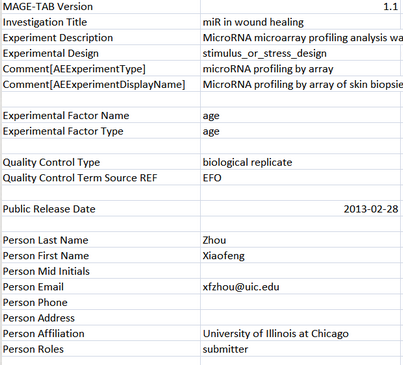 MAGE-TAB Version 1.1
Investigation Title miR in wound healing
Experiment Description MicroRNA microarray profiling analysis wa
Experimental Design stimulus_or_stress_design
Comment[AEExperimentType] microRNA profiling by array
Comment[AEExperimentDisplayName] MicroRNA profiling by array of skin biopsie
Experimental Factor Name age
Experimental Factor Type age
Quality Control Type biological replicate
Quality Control Term Source REF EFO
Public Release Date 2013-02-28
Person Last Name Zhou
Person First Name Xiaofeng
Person Mid Initials
Person Email xfzhou@uic.edu
Person Phone
Person Address
Person Affiliation University of Illinois at Chicago
Person Roles submitter